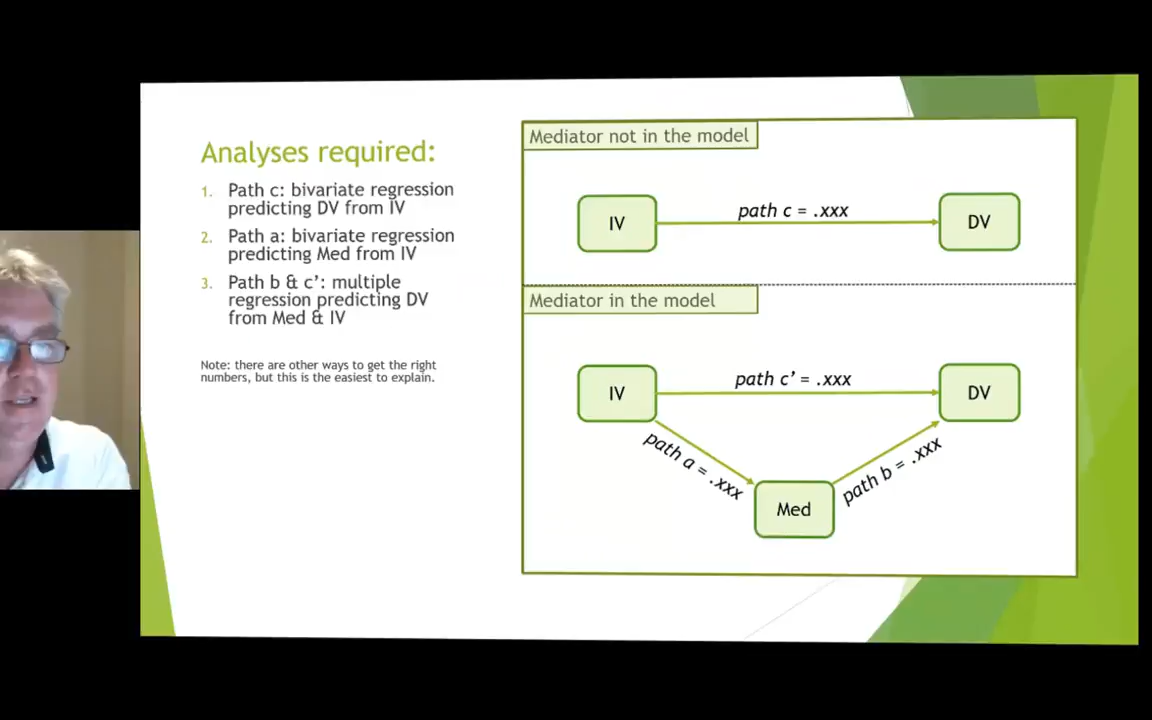 Analyses required:
1. Path c: bivariate regression
predicting DV from IV
2. Path a: bivariate regression
predicting Med from IV
3. Path b & c’: multiple
regression predicting DV
from Med & IV
Note: there are other ways to get the right
numbers, but this is the easiest to explain.
Mediator not in the model
IV
path c = .xxx
DV
Mediator in the model
IV
path c’ = .xxx
DV
path a = .xxx
path b = .xxx
Med